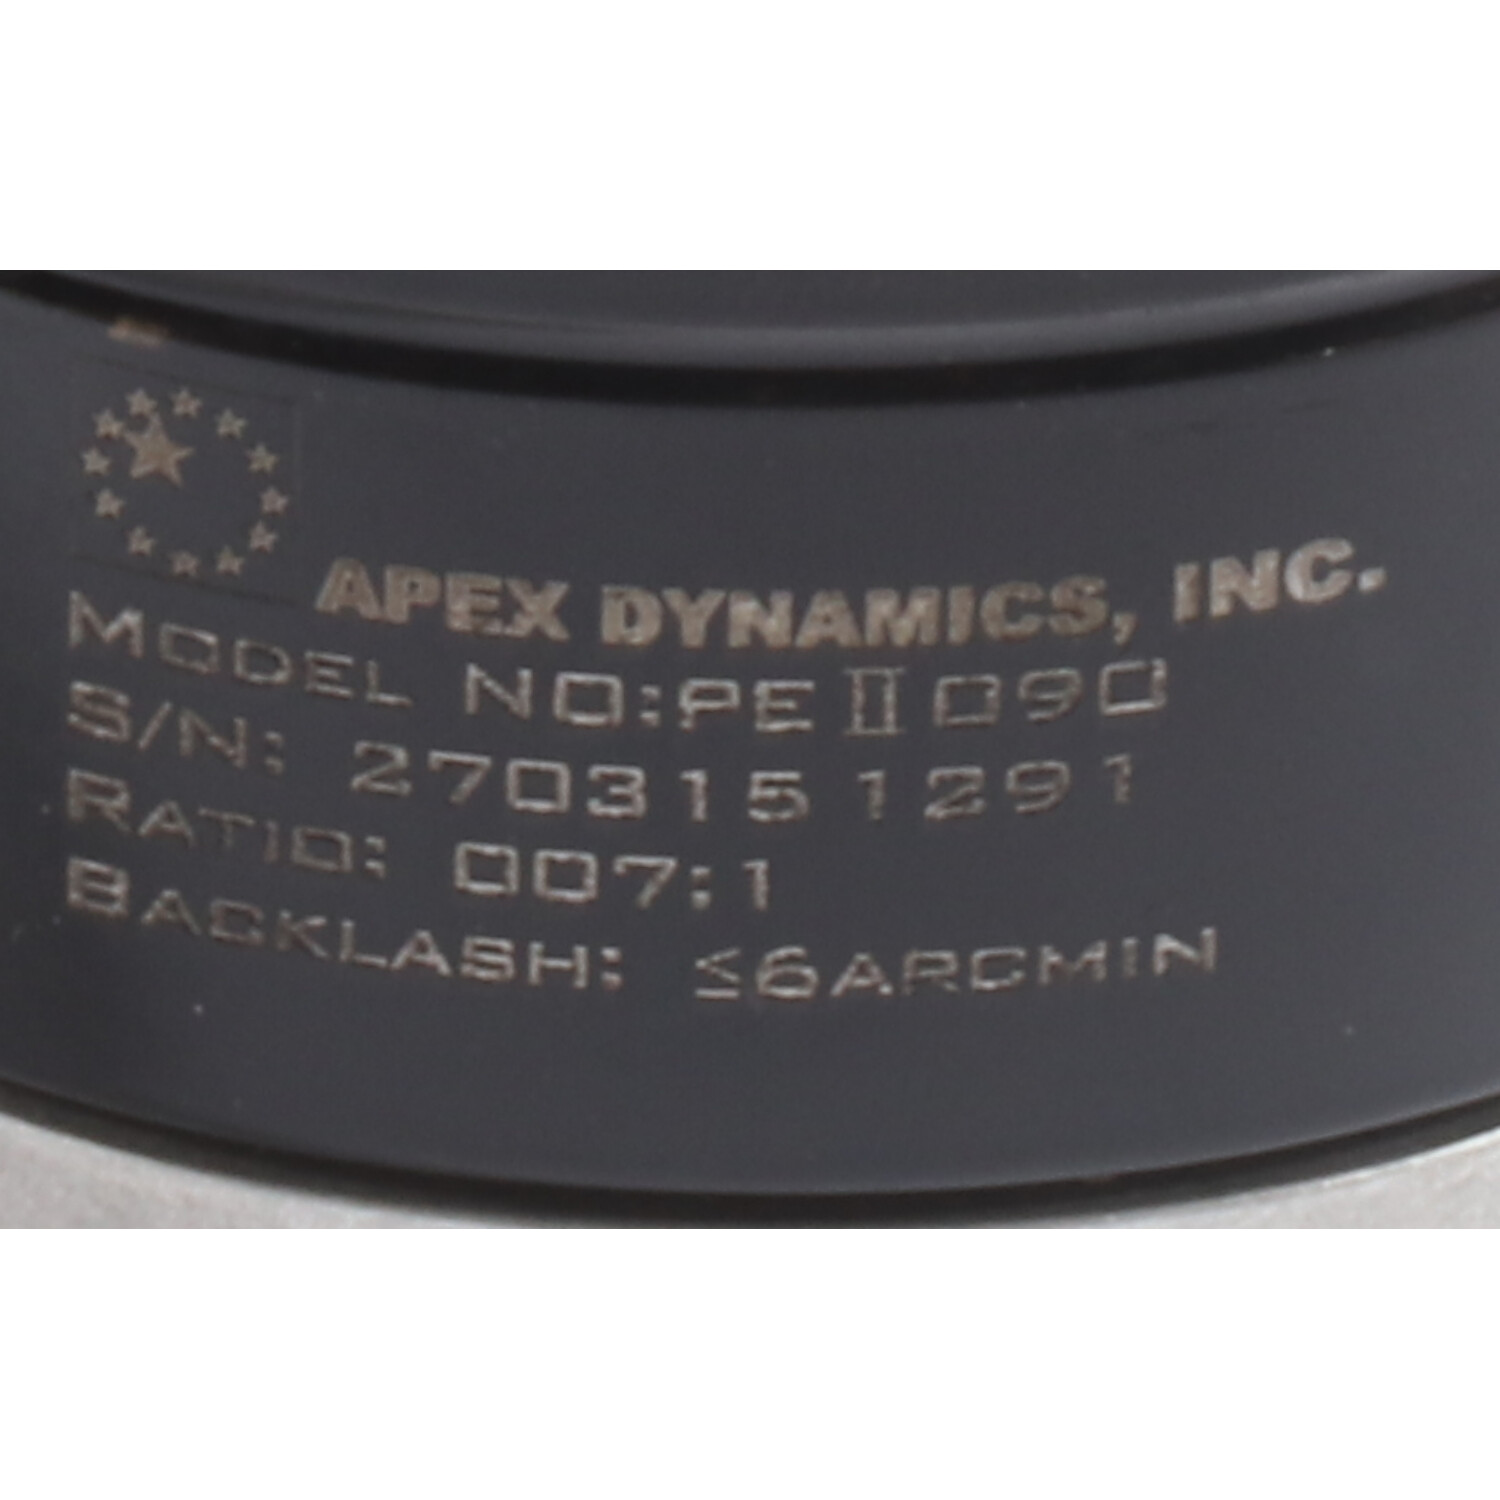 APEX DYNAMICS, INC.
MODEL NO:PEⅡ090
S/N: 2703151291
RATIO: 007:1
BACKLASH: ≤6ARCMIN